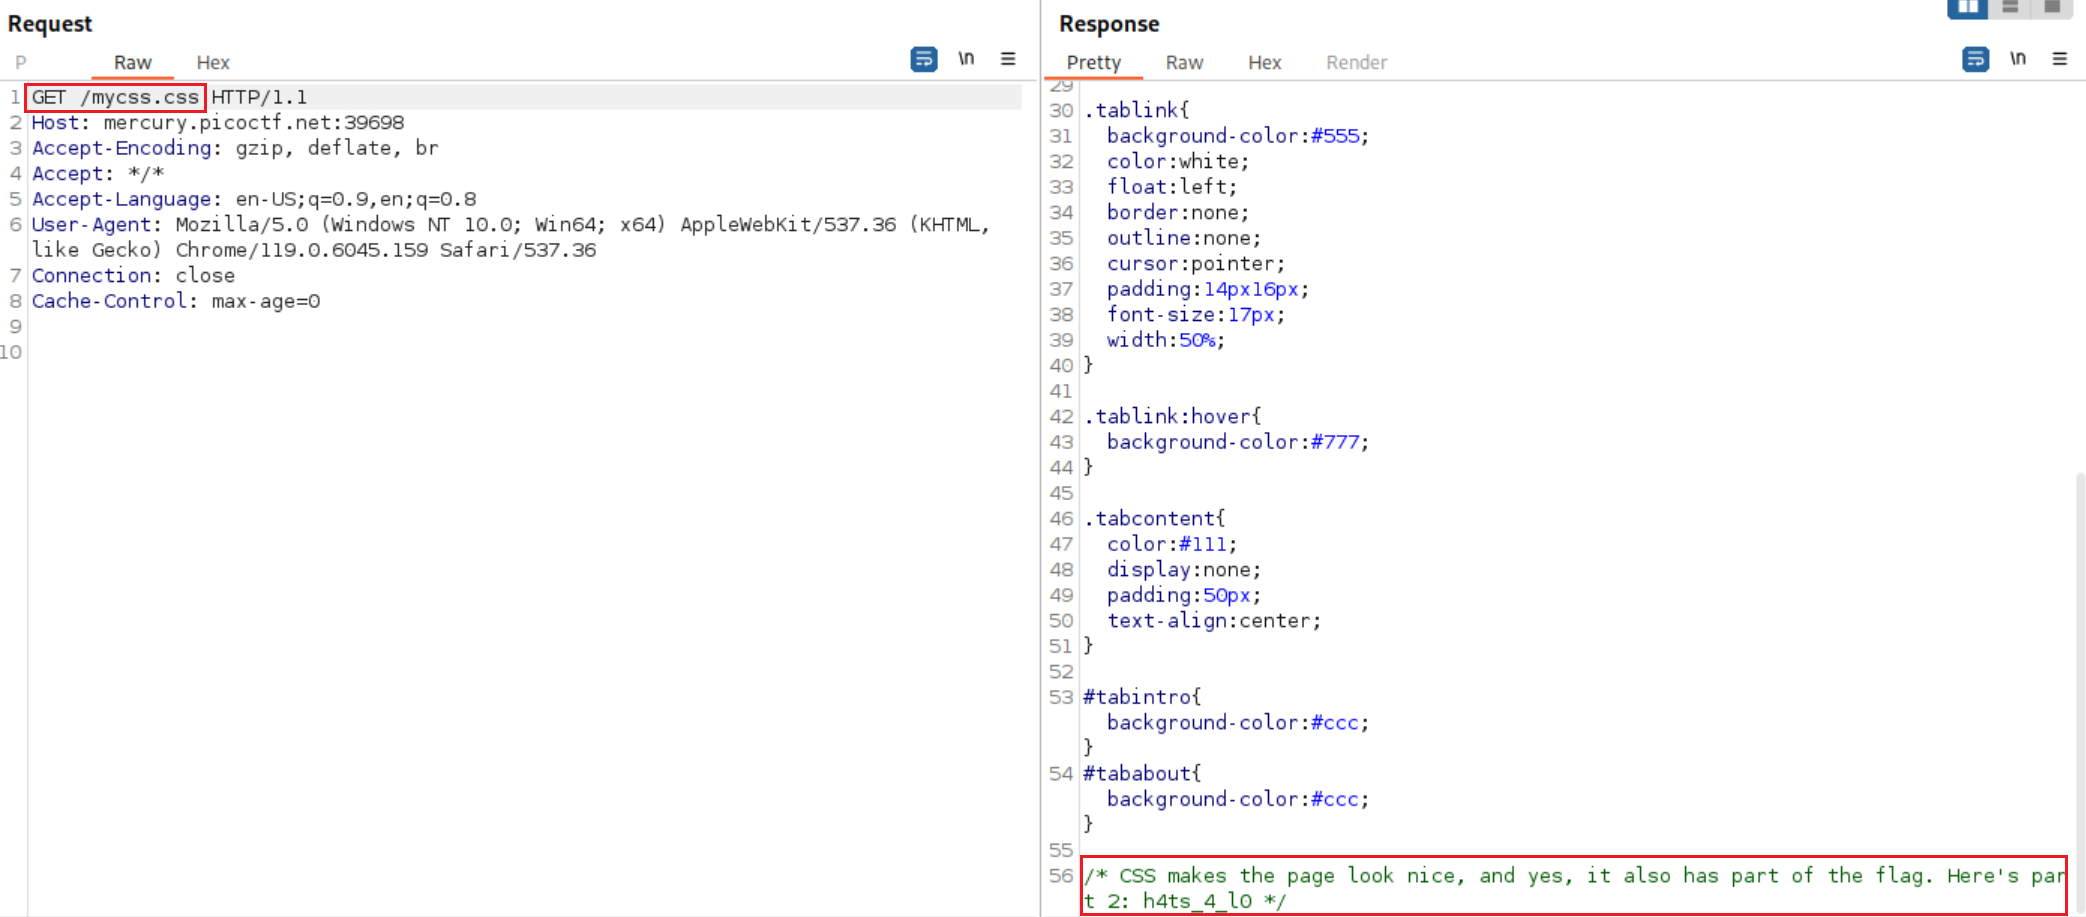 Request
P Raw Hex \n
1 GET /mycss.css HTTP/1.1
2 Host: mercury.picoctf.net:39698
3 Accept-Encoding: gzip, deflate, br
4 Accept: */*
5 Accept-Language: en-US;q=0.9,en;q=0.8
6 User-Agent: Mozilla/5.0 (Windows NT 10.0; Win64; x64) AppleWebKit/537.36 (KHTML,
like Gecko) Chrome/119.0.6045.159 Safari/537.36
7 Connection: close
8 Cache-Control: max-age=0
9
10
Response
Pretty Raw Hex Render \n
29
30 .tablink{
31 background-color:#555;
32 color:white;
33 float:left;
34 border:none;
35 outline:none;
36 cursor:pointer;
37 padding:14px16px;
38 font-size:17px;
39 width:50%;
40 }
41
42 .tablink:hover{
43 background-color:#777;
44 }
45
46 .tabcontent{
47 color:#111;
48 display:none;
49 padding:50px;
50 text-align:center;
51 }
52
53 #tabintro{
background-color:#ccc;
}
54 #tababout{
background-color:#ccc;
}
55
56 /* CSS makes the page look nice, and yes, it also has part of the flag. Here's par
t 2: h4ts_4_l0 */